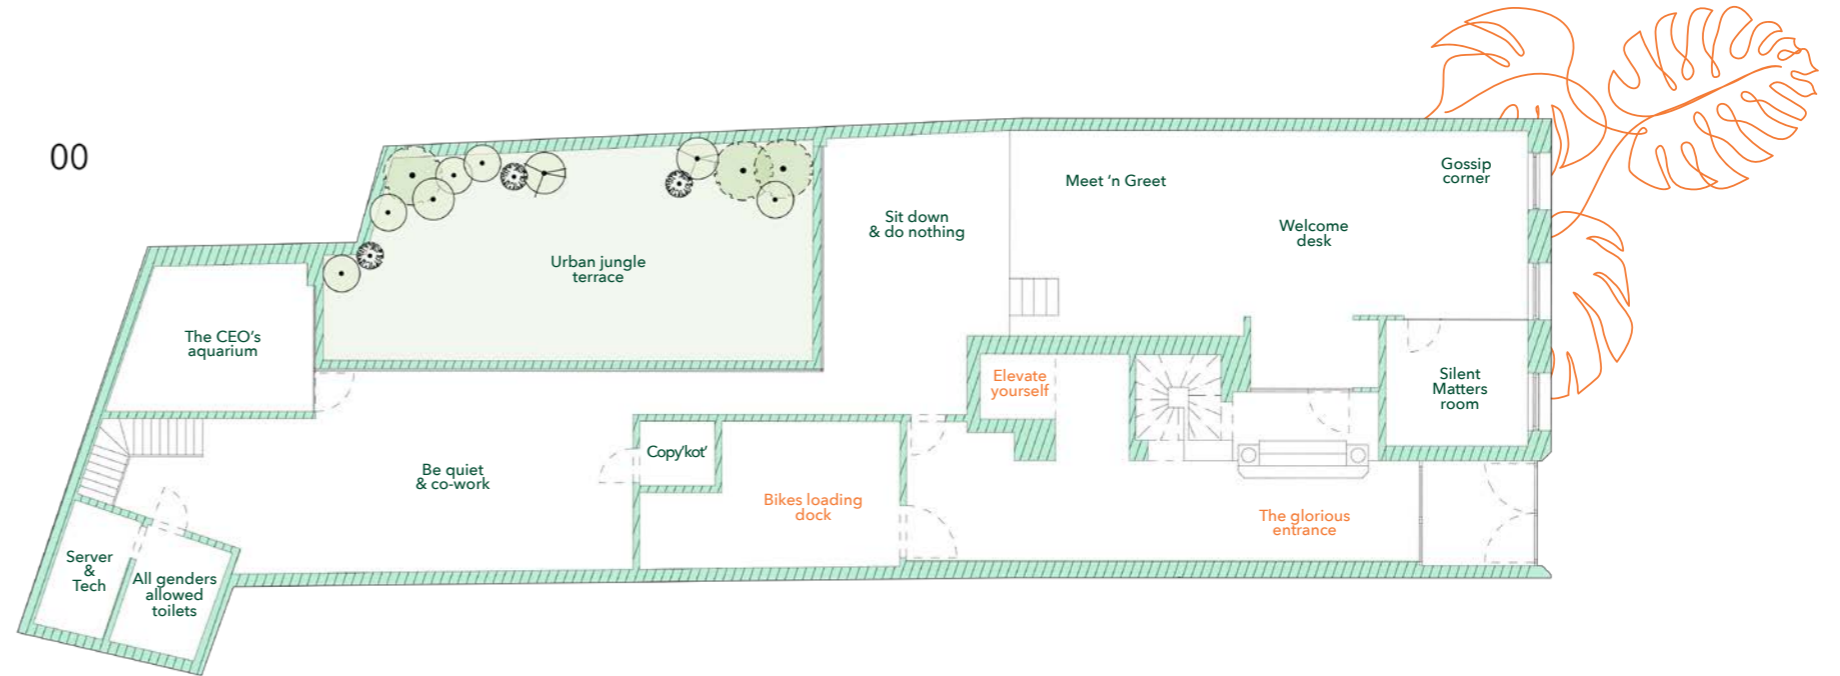 00
Gossip
corner
Meet ‘n Greet
Sit down
& do nothing
Welcome
desk
Urban jungle
terrace
The CEO’s
aquarium
Elevate
yourself
Silent
Matters
room
Copy’kot’
Be quiet
& co-work
Bikes loading
dock
The glorious
entrance
Server
&
Tech
All genders
allowed
toilets